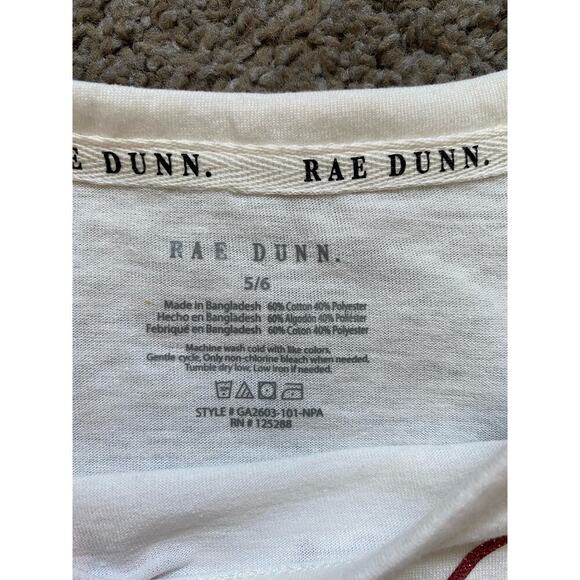 E DUNN. RAE DUNN.
RAE DUNN.
5/6
Made in Bangladesh 60% Cotton 40% Polyester
Hecho en Bangladesh 60% Algodón 40% Polyester
Fabriqué en Bangladesh 60% Coton 40% Polyester
Machine wash cold with like colors,
Gentle cycle, Only non-chlorine bleach when needed,
Tumble dry low, Low iron if needed.
STYLE # GA2603-101-NPA
RN # 125288